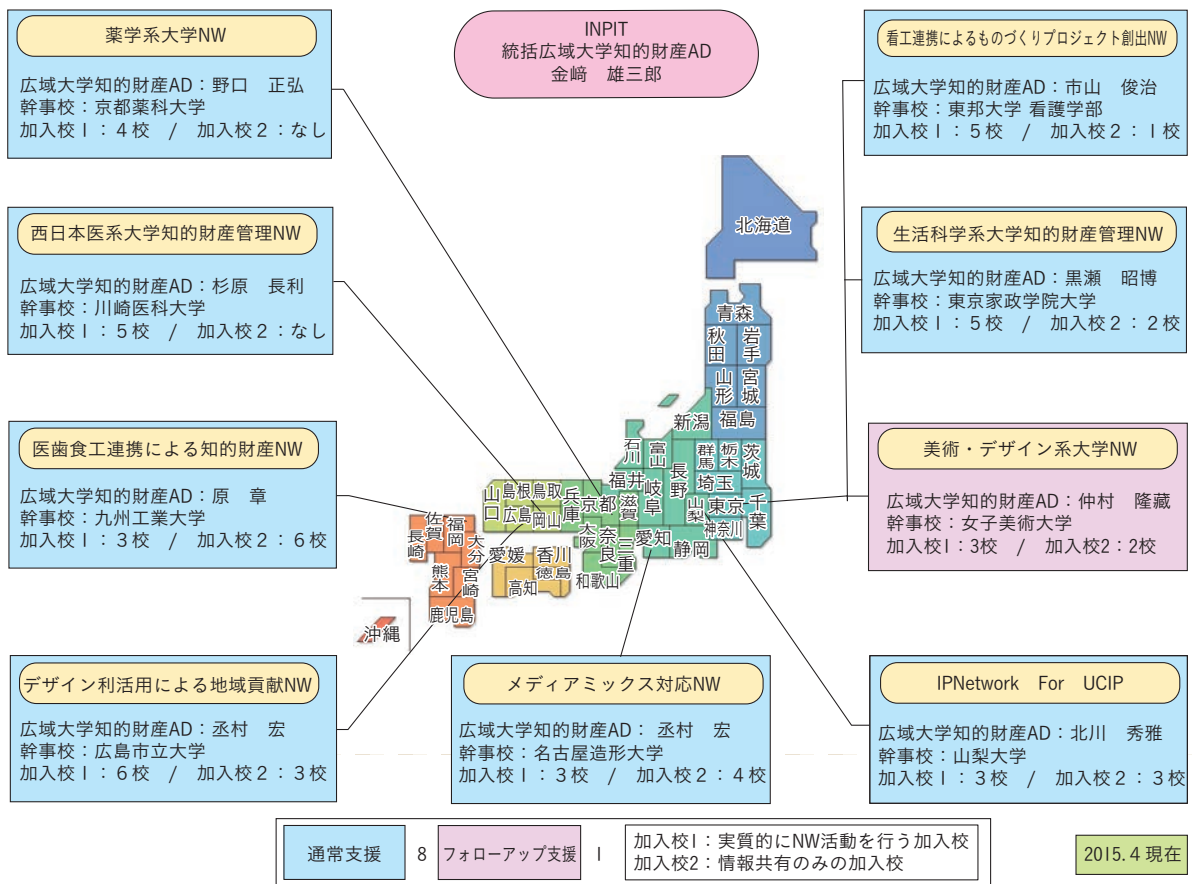 薬学系大学NW
広域大学知的財産AD：野口　正弘
幹事校：京都薬科大学
加入校1：4校　/　加入校2：なし
INPIT
統括広域大学知的財産AD
金﨑　雄三郎
看工連携によるものづくりプロジェクト創出NW
広域大学知的財産AD：市山　俊治
幹事校：東邦大学 看護学部
加入校1：5校　/　加入校2：1校
西日本医系大学知的財産管理NW
広域大学知的財産AD：杉原　長利
幹事校：川崎医科大学
加入校1：5校　/　加入校2：なし
生活科学系大学知的財産管理NW
広域大学知的財産AD：黒瀬　昭博
幹事校：東京家政学院大学
加入校1：5校　/　加入校2：2校
医歯食工連携による知的財産NW
広域大学知的財産AD：原 章
幹事校：九州工業大学
加入校1：3校　/　加入校2：6校
美術・デザイン系大学NW
広域大学知的財産AD：仲村　隆蔵
幹事校：女子美術大学
加入校1：3校　/　加入校2：2校
北海道
青森
秋田
岩手
山形
宮城
新潟
福島
石川
富山
群馬
栃木
茨城
福井
岐阜
長野
埼玉
千葉
山口
島根
鳥取
兵庫
京都
滋賀
山梨
東京
広島
岡山
神奈川
大阪
奈良
三重
愛知
静岡
和歌山
佐賀
福岡
長崎
大分
愛媛
香川
徳島
高知
熊本
宮崎
鹿児島
沖縄
デザイン利活用による地域貢献NW
広域大学知的財産AD：丞村　宏
幹事校：広島市立大学
加入校1：6校　/　加入校2：3校
メディアミックス対応NW
広域大学知的財産AD：丞村　宏
幹事校：名古屋造形大学
加入校1：3校　/　加入校2：4校
IPNetwork For UCIP
広域大学知的財産AD：北川　秀雅
幹事校：山梨大学
加入校1：3校　/　加入校2：3校
通常支援　8　フォローアップ支援　1
加入校1：実質的にNW活動を行う加入校
加入校2：情報共有のみの加入校
2015.4 現在